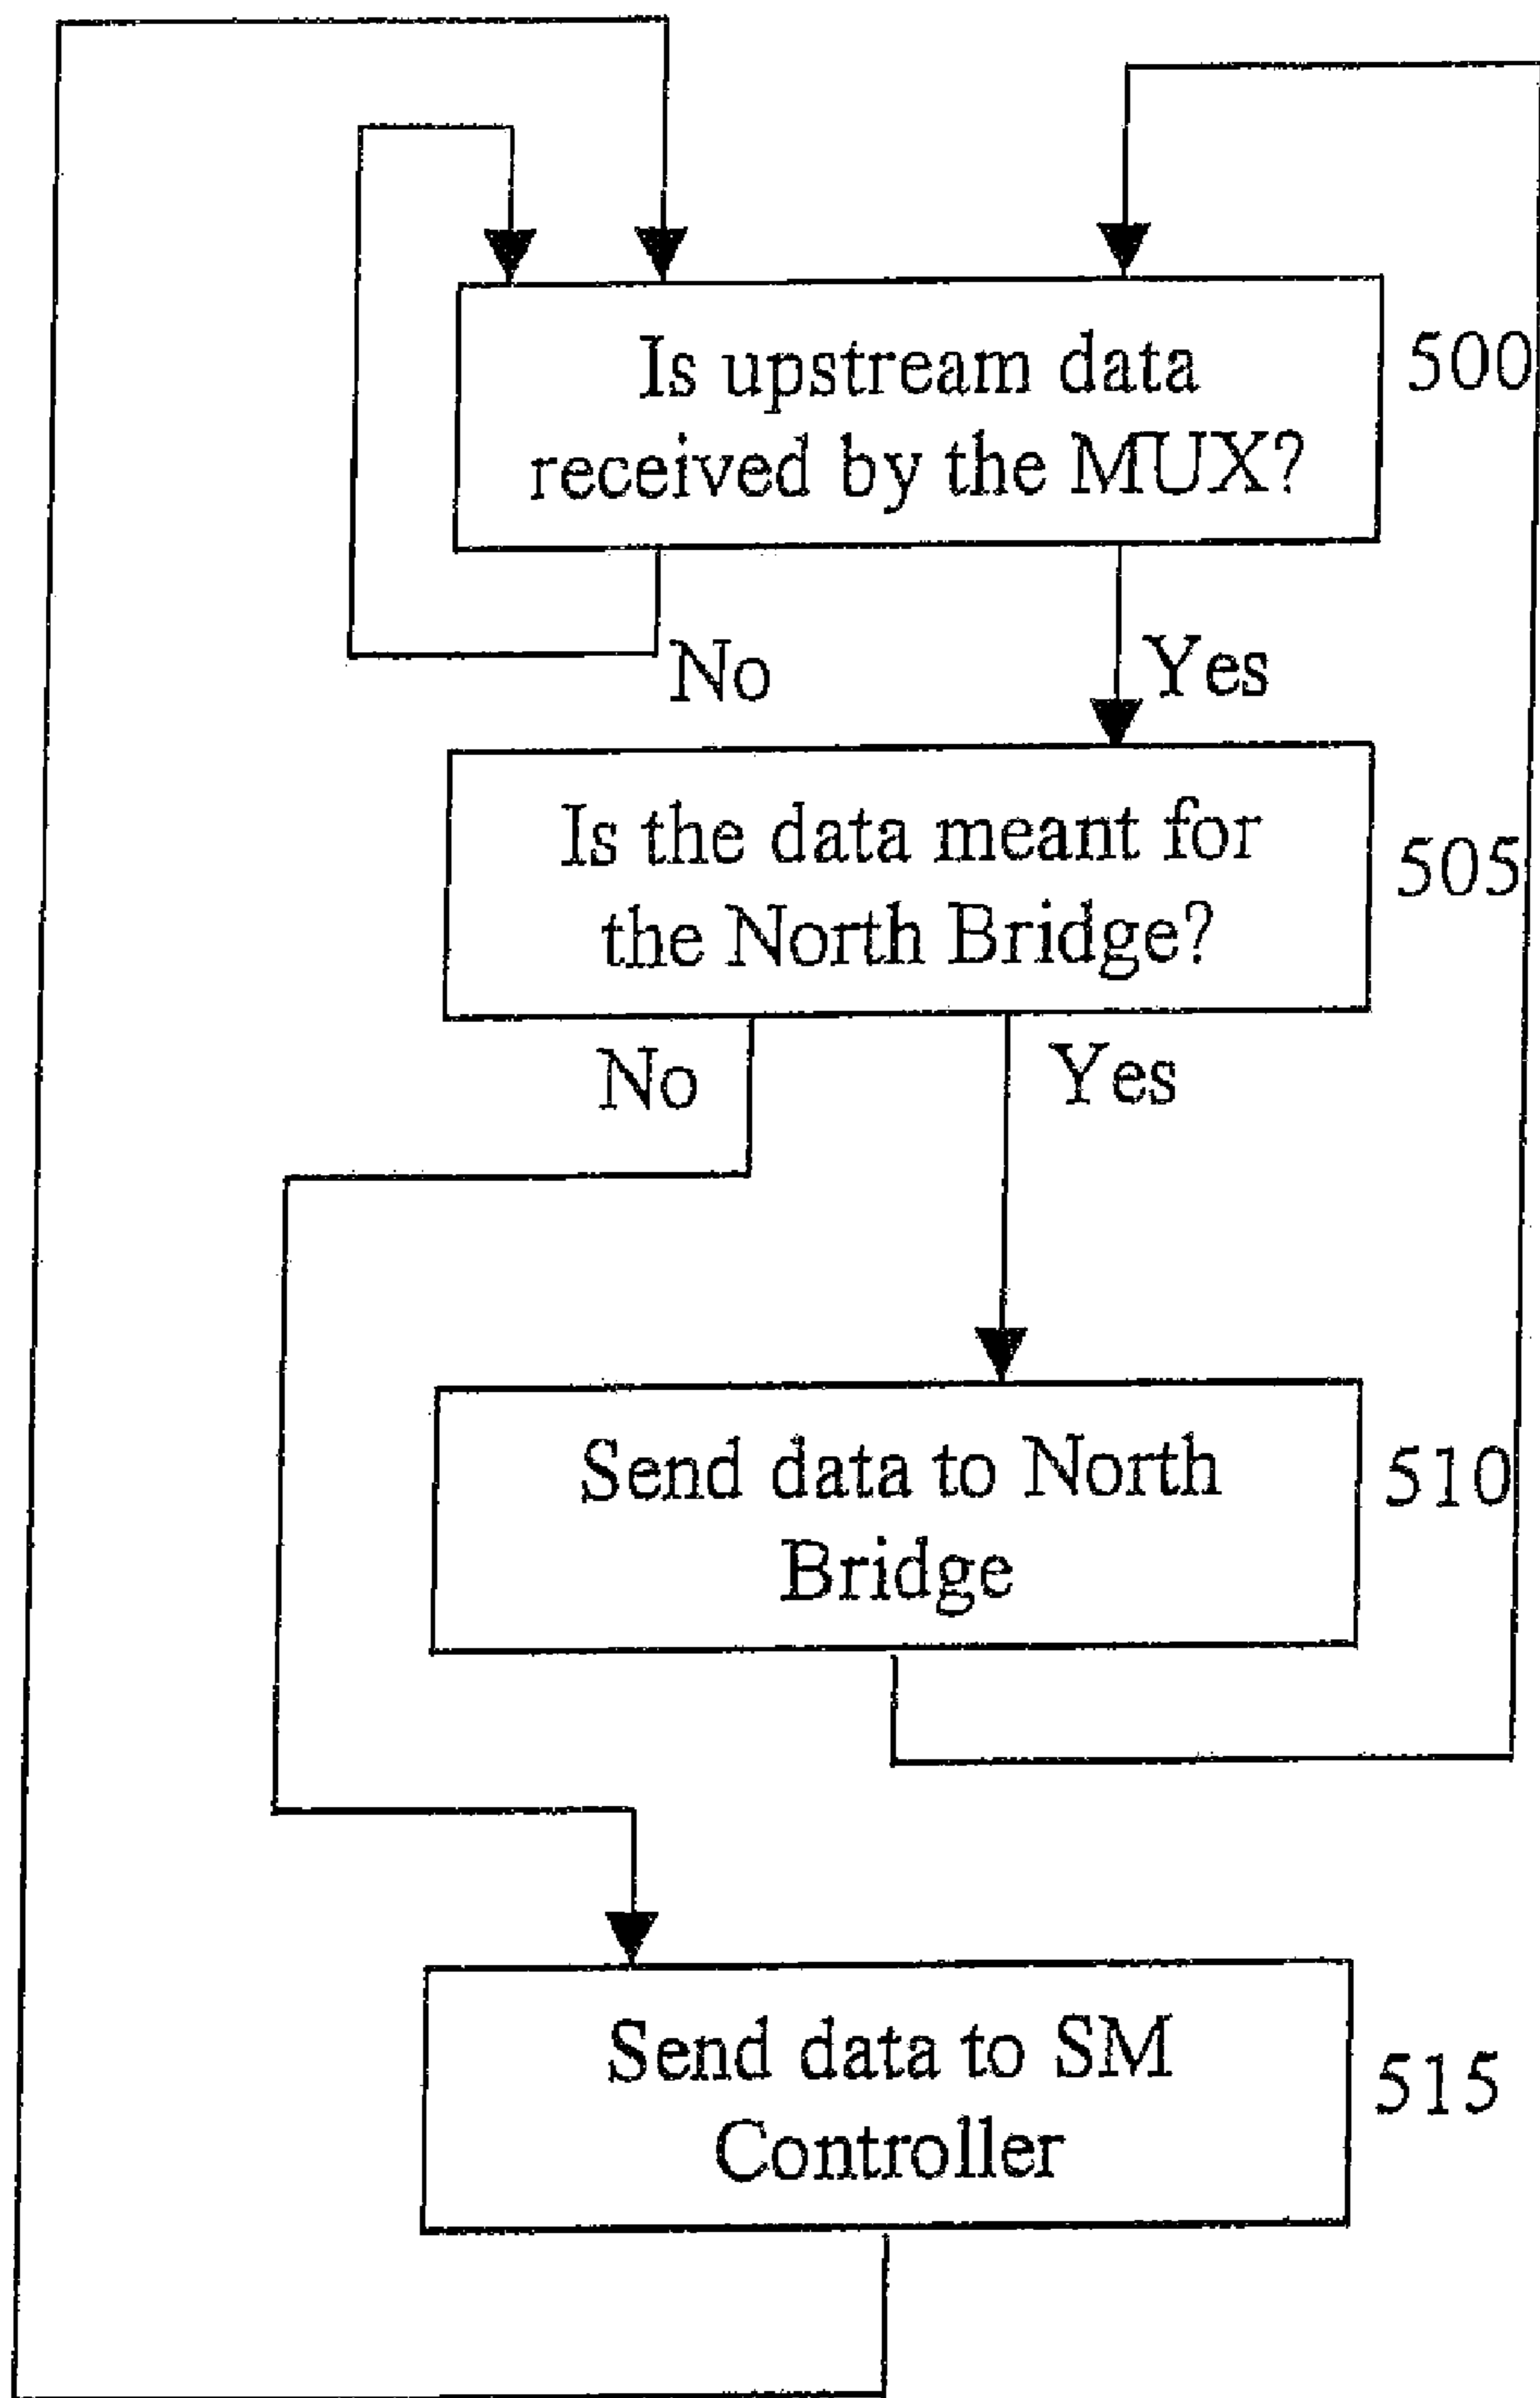 Is upstream data
received by the MUX?
500
No
Yes
Is the data meant for
the North Bridge?
505
No
Yes
Send data to North
Bridge
510
Send data to SM
Controller
515